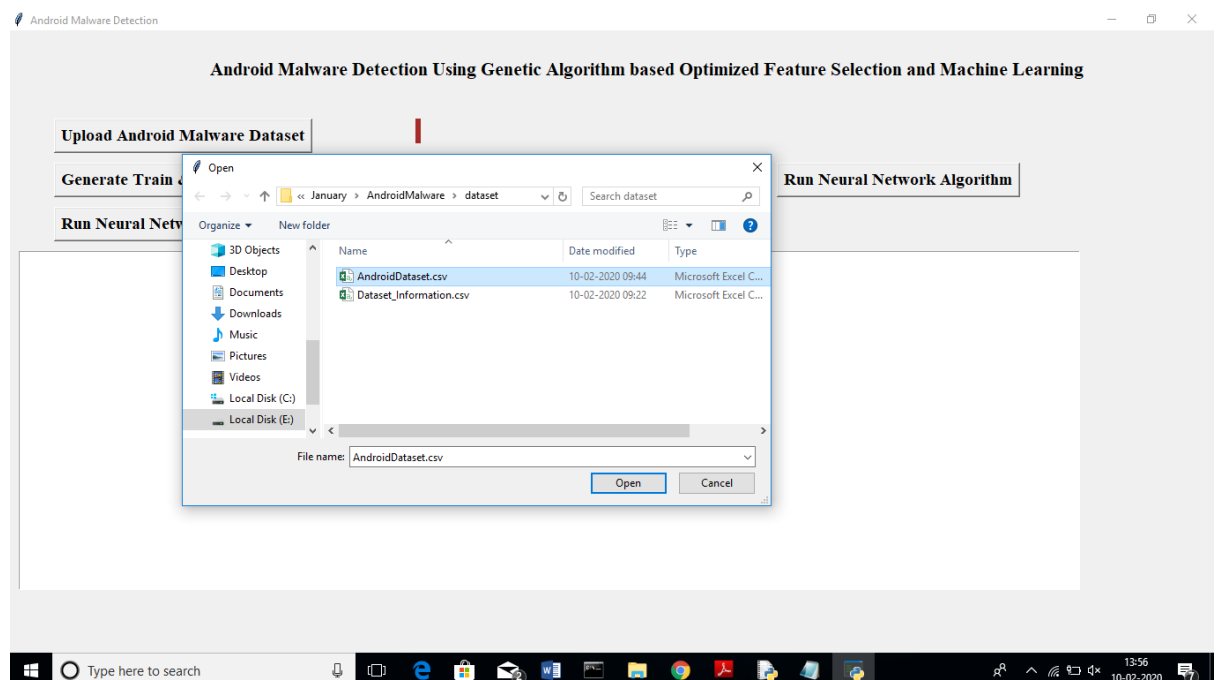 Android Malware Detection
Android Malware Detection Using Genetic Algorithm based Optimized Feature Selection and Machine Learning
Upload Android Malware Dataset
Generate Train
Run Neural Network Algorithm
Run Neural
Open
« January > AndroidMalware > dataset
Search dataset
Organize
New folder
3D Objects
Desktop
Documents
Downloads
Music
Pictures
Videos
Local Disk (C:)
Local Disk (E:)
Name Date modified Type
AndroidDataset.csv 10-02-2020 09:44 Microsoft Excel C...
Dataset_Information.csv 10-02-2020 09:22 Microsoft Excel C...
File name: AndroidDataset.csv
Open Cancel
Type here to search
13:56
10-02-2020